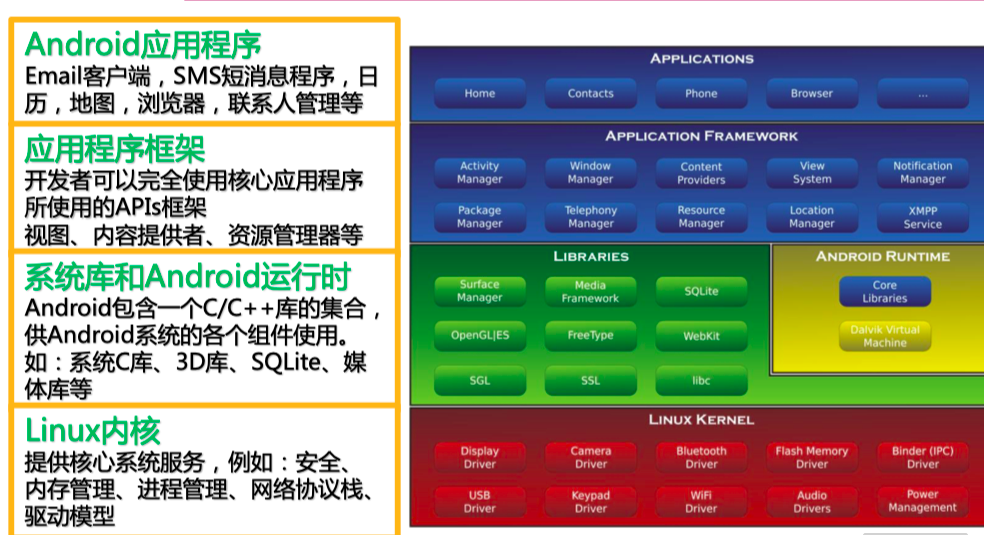 Android应用程序
Email客户端，SMS短消息程序，日
历，地图，浏览器，联系人管理等
应用程序框架
开发者可以完全使用核心应用程序
所使用的APIs框架
视图、内容提供者、资源管理器等
系统库和Android运行时
Android包含一个C/C++库的集合，
供Android系统的各个组件使用。
如：系统C库、3D库、SQLite、媒
体库等
Linux内核
提供核心系统服务，例如：安全、
内存管理、进程管理、网络协议栈、
驱动模型
APPLICATIONS
Home
Contacts
Phone
Browser
...
APPLICATION FRAMEWORK
Activity
Manager
Window
Manager
Content
Providers
View
System
Notification
Manager
Package
Manager
Telephony
Manager
Resource
Manager
Location
Manager
XMPP
Service
LIBRARIES
Surface
Manager
Media
Framework
SQLite
OpenGL|ES
FreeType
WebKit
SGL
SSL
libc
ANDROID RUNTIME
Core
Libraries
Dalvik Virtual
Machine
LINUX KERNEL
Display
Driver
Camera
Driver
Bluetooth
Driver
Flash Memory
Driver
Binder (IPC)
Driver
USB
Driver
Keypad
Driver
WiFi
Driver
Audio
Drivers
Power
Management